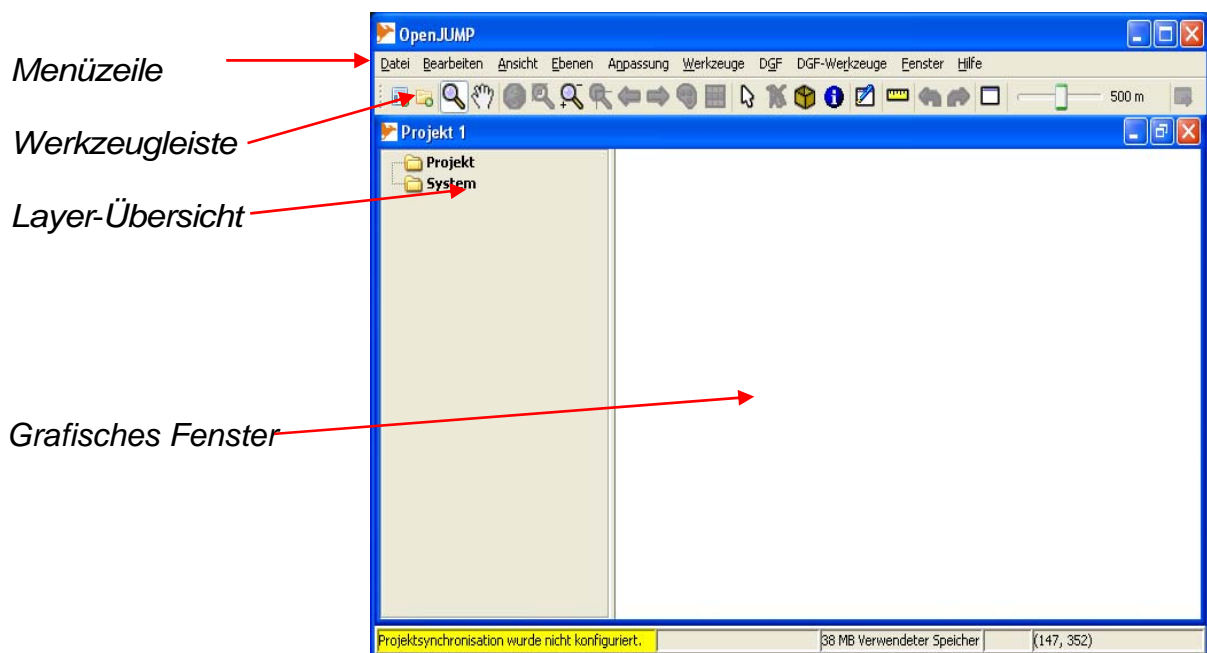 OpenJUMP
Menüzeile
Datei Bearbeiten Ansicht Ebenen Anpassung Werkzeuge DGF DGF-Werkzeuge Fenster Hilfe
500 m
Werkzeugleiste
Projekt 1
Projekt
System
Layer-Übersicht
Grafisches Fenster
Projektsynchronisation wurde nicht konfiguriert. 38 MB Verwendeter Speicher (147, 352)